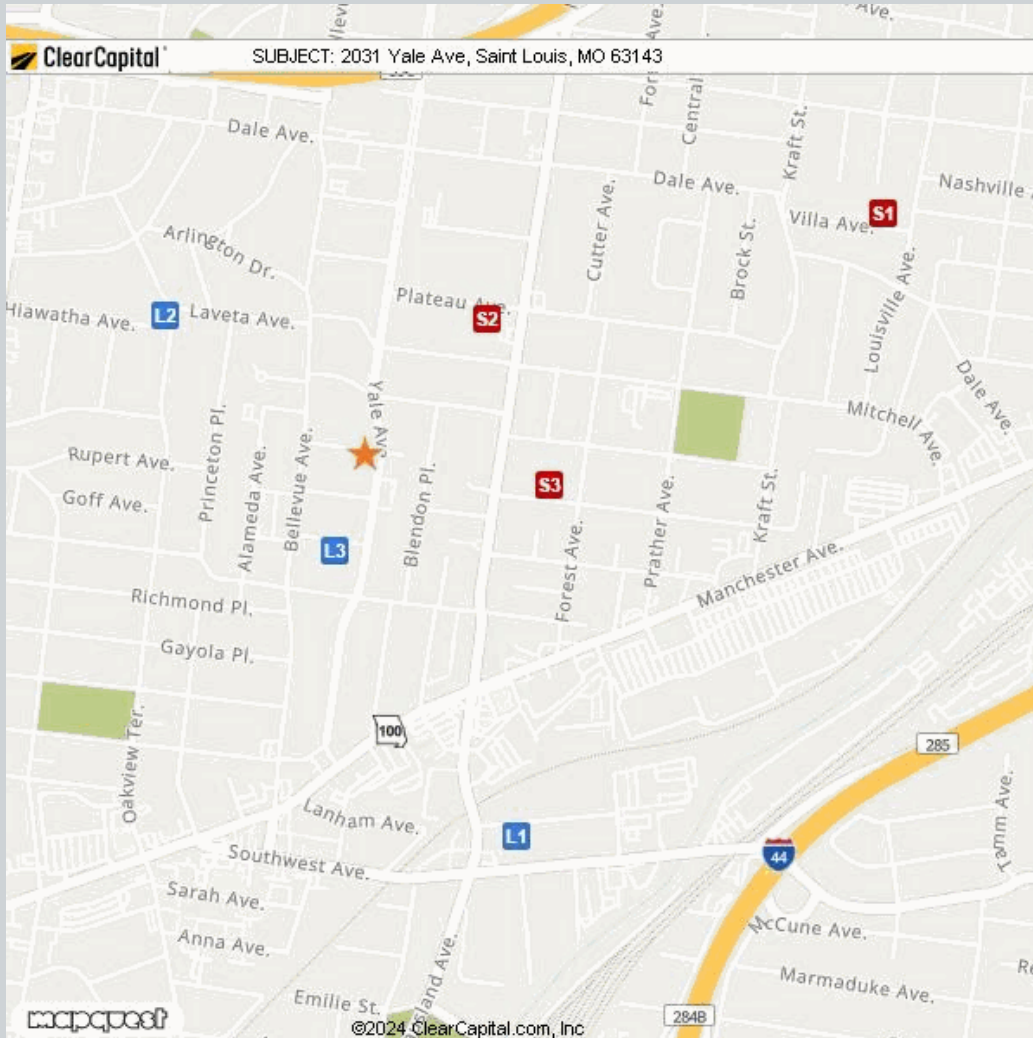 Ave.
ClearCapital
SUBJECT: 2031 Yale Ave, Saint Louis, MO 63143
Dale Ave.
Central
Kraft St.
Dale Ave.
Nashville
Villa Ave.
S1
Cutter Ave.
Arlington Dr.
Brock St.
Plateau Ave.
S2
Hiawatha Ave.
L2
Laveta Ave.
Louisville Ave.
Dale Ave.
Yale Ave.
Mitchell Ave.
Princeton Pl.
Bellevue Ave.
Alameda Ave.
Rupert Ave.
Blendon Pl.
S3
Goff Ave.
Kraft St.
Prather Ave.
Forest Ave.
L3
Manchester Ave.
Richmond Pl.
Gayola Pl.
100
285
Oakview Ter.
Tamm Ave.
Lanham Ave.
L1
44
Southwest Ave.
Sarah Ave.
McCune Ave.
Anna Ave.
Marmaduke Ave.
Emilie St.
mapquest
©2024 ClearCapital.com, Inc
284B